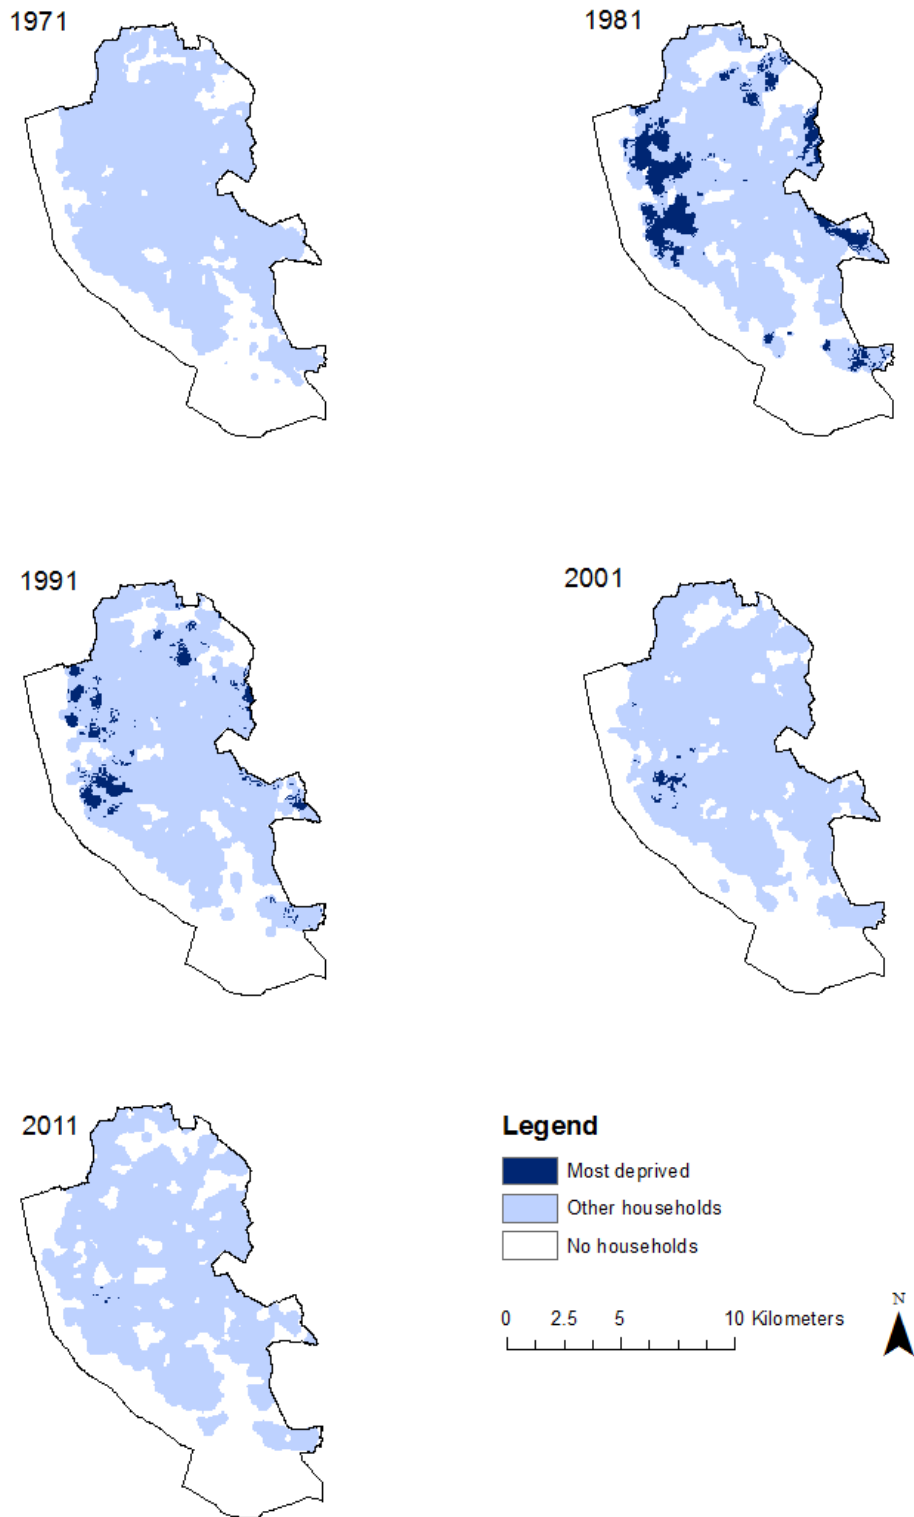 1971
1981
1991
2001
2011
Legend
Most deprived
Other households
No households
N
0 2.5 5 10 Kilometers